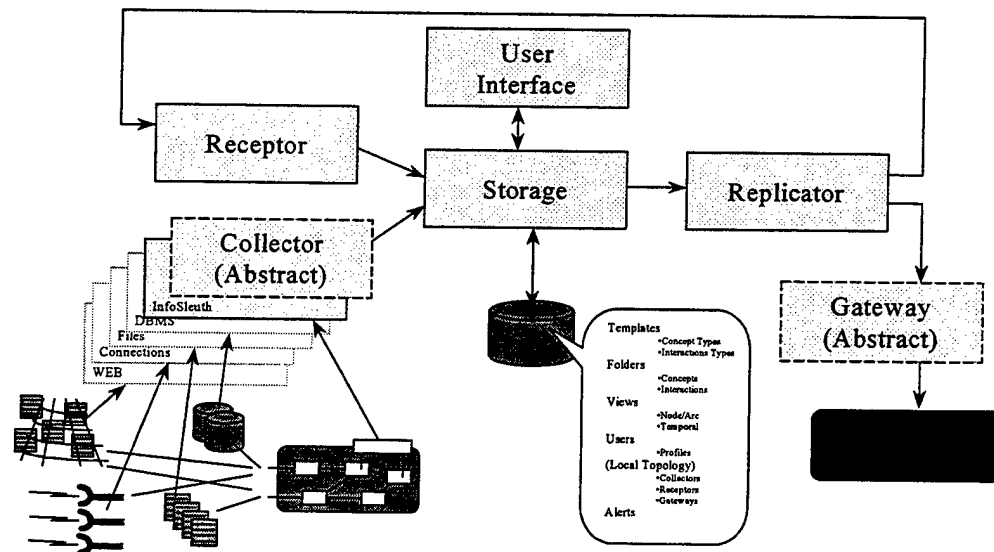 User
Interface
Receptor
Storage
Replicator
Collector
(Abstract)
InfoSleuth
DBMS
Files
Connections
WEB
Gateway
(Abstract)
Templates
•Concept Types
•Interactions Types
Folders
•Concepts
•Interactions
Views
•Node/Arc
•Temporal
Users
•Profiles
(Local Topology)
•Collectors
•Receptors
•Gateways
Alerts